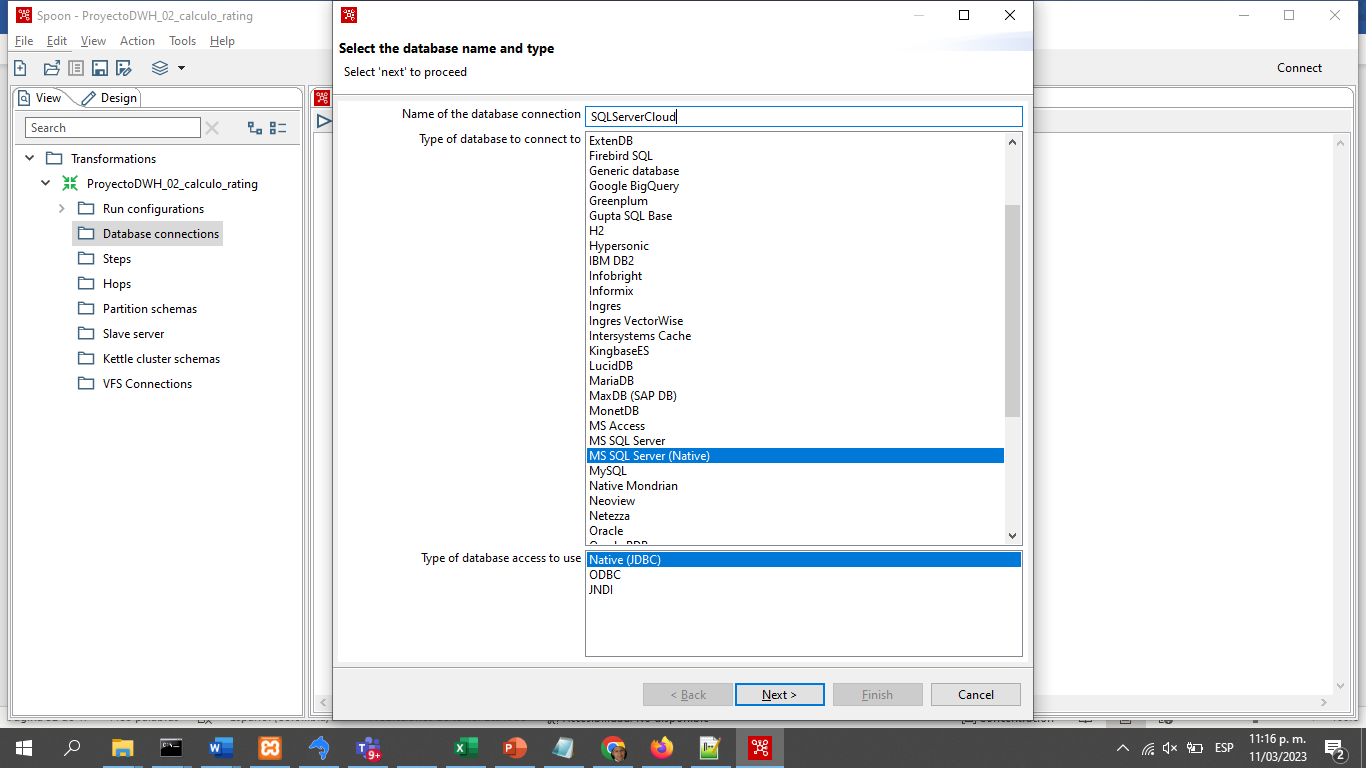 Spoon - ProyectoDWH_02_calculo_rating
File Edit View Action Tools Help
Connect
View Design
Search
Transformations
ProyectoDWH_02_calculo_rating
Run configurations
Database connections
Steps
Hops
Partition schemas
Slave server
Kettle cluster schemas
VFS Connections
Select the database name and type
Select 'next' to proceed
Name of the database connection SQLServerCloud
Type of database to connect to
ExtenDB
Firebird SQL
Generic database
Google BigQuery
Greenplum
Gupta SQL Base
H2
Hypersonic
IBM DB2
Infobright
Informix
Ingres
Ingres VectorWise
Intersystems Cache
KingbaseES
LucidDB
MariaDB
MaxDB (SAP DB)
MonetDB
MS Access
MS SQL Server
MS SQL Server (Native)
MySQL
Native Mondrian
Neoview
Netezza
Oracle
Type of database access to use
Native (JDBC)
ODBC
JNDI
< Back Next > Finish Cancel
9+
ESP
11:16 p. m.
11/03/2023
2